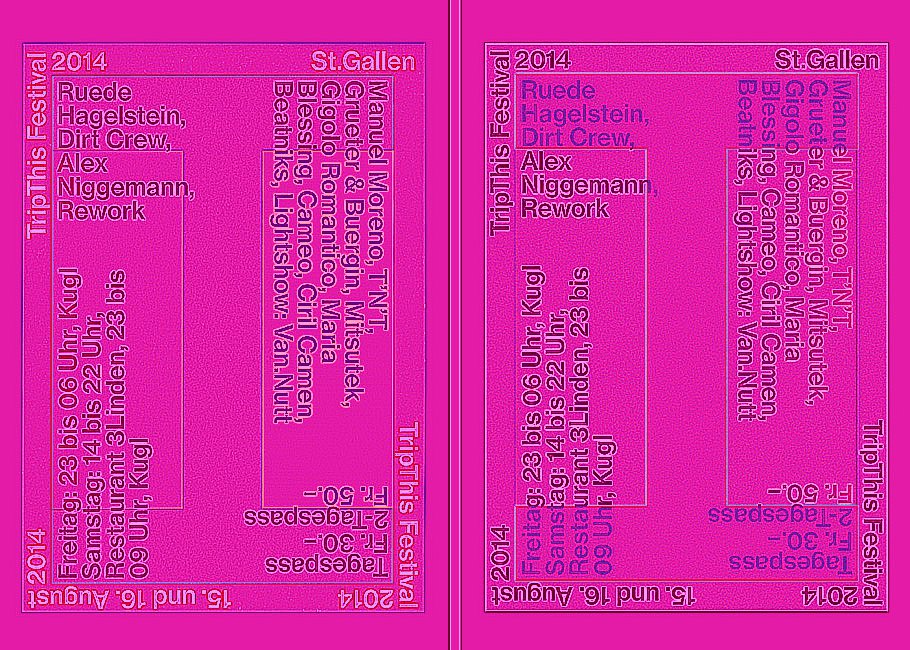 2014
St.Gallen
TripThis Festival
Ruede
Hagelstein,
Dirt Crew,
Alex
Niggemann,
Rework
Manuel Moreno, T'N'T,
Grueter & Buergin, Mitsutek,
Gigolo Romantico, Maria
Blessing, Cameo, Ciril Camen,
Beatniks, Lightshow: Van.Nutt
Freitag: 23 bis 06 Uhr, Kugl
Samstag: 14 bis 22 Uhr,
Restaurant 3Linden, 23 bis
09 Uhr, Kugl
TripThis Festival
Tagespass
Fr. 30.–
2-Tagespass
Fr. 50.–
2014
2014
15. und 16. August
2014
St.Gallen
TripThis Festival
Ruede
Hagelstein,
Dirt Crew,
Alex
Niggemann,
Rework
Manuel Moreno, T'N'T,
Grueter & Buergin, Mitsutek,
Gigolo Romantico, Maria
Blessing, Cameo, Ciril Camen,
Beatniks, Lightshow: Van.Nutt
Freitag: 23 bis 06 Uhr, Kugl
Samstag: 14 bis 22 Uhr,
Restaurant 3Linden, 23 bis
09 Uhr, Kugl
TripThis Festival
Tagespass
Fr. 30.–
2-Tagespass
Fr. 50.–
2014
2014
15. und 16. August